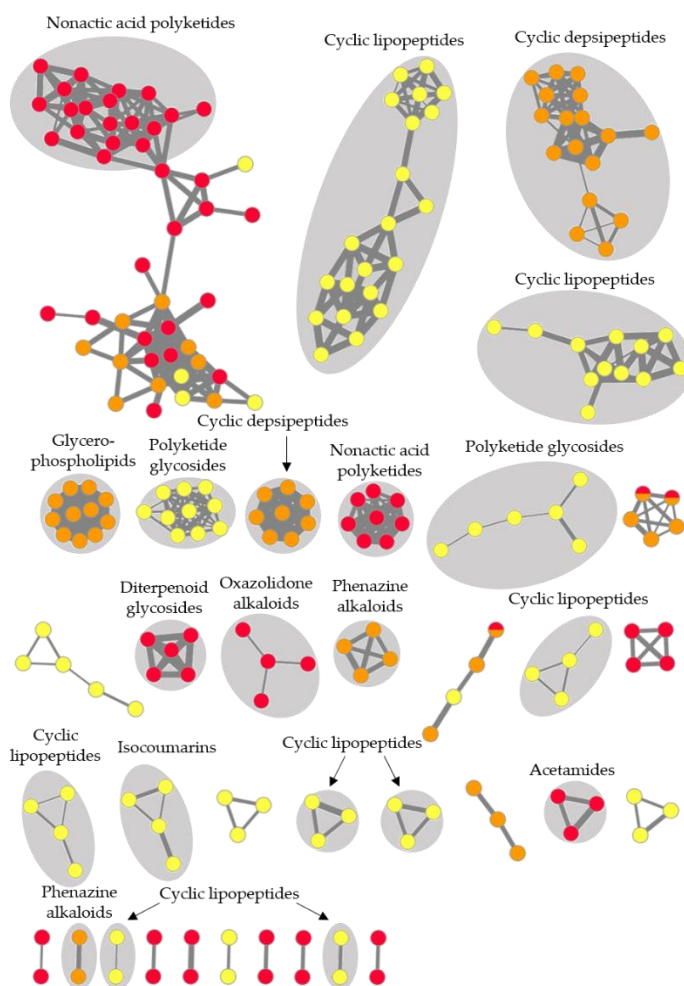 Nonactic acid polyketides
Cyclic lipopeptides
Cyclic depsipeptides
Cyclic lipopeptides
Cyclic depsipeptides
Glycero-
phospholipids
Polyketide
glycosides
Nonactic acid
polyketides
Polyketide glycosides
Diterpenoid
glycosides
Oxazolidone
alkaloids
Phenazine
alkaloids
Cyclic lipopeptides
Cyclic
lipopeptides
Isocoumarins
Cyclic lipopeptides
Acetamides
Phenazine
alkaloids
Cyclic lipopeptides